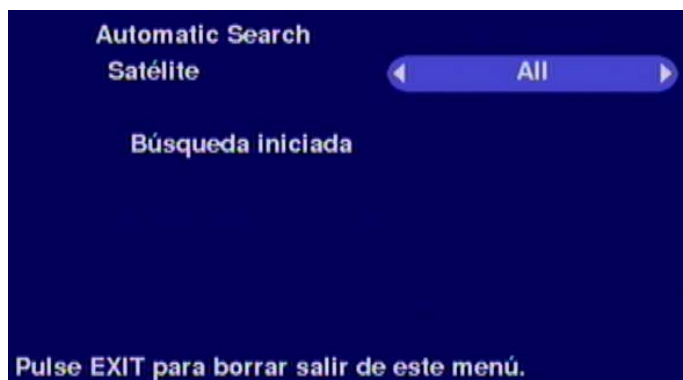 Automatic Search
Satélite All
Búsqueda iniciada
Pulse EXIT para borrar salir de este menú.